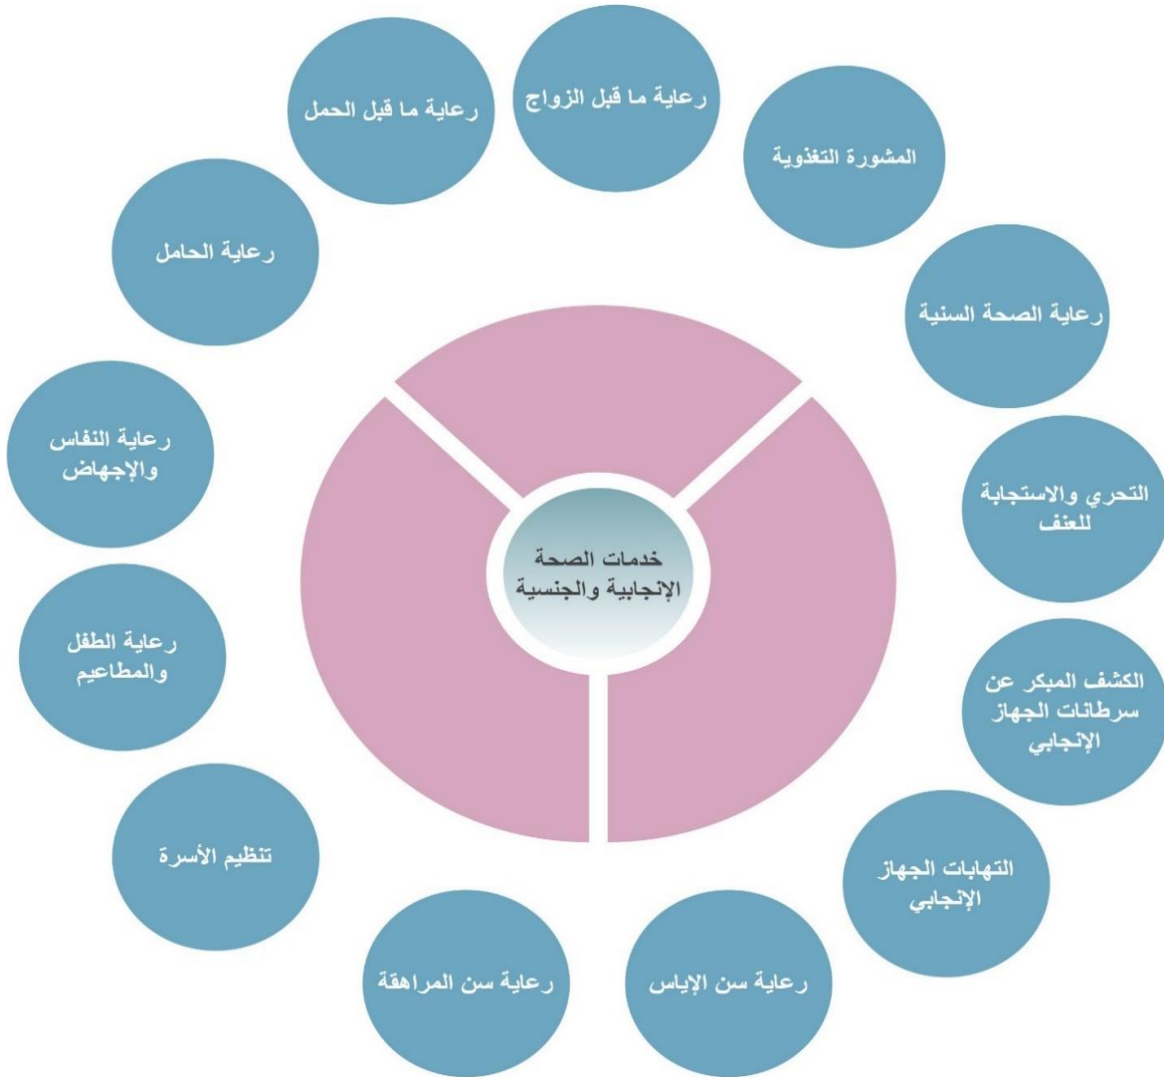 رعاية ما قبل الزواج
رعاية ما قبل الحمل
المشورة التغذوية
رعاية الحامل
رعاية الصحة السنية
رعاية النفاس
والإجهاض
التحري والاستجابة
للعنف
خدمات الصحة
الإنجابية والجنسية
رعاية الطفل
والمطاعيم
الكشف المبكر عن
سرطانات الجهاز
الإنجابي
تنظيم الأسرة
التهابات الجهاز
الإنجابي
رعاية سن الإياس
رعاية سن المراهقة